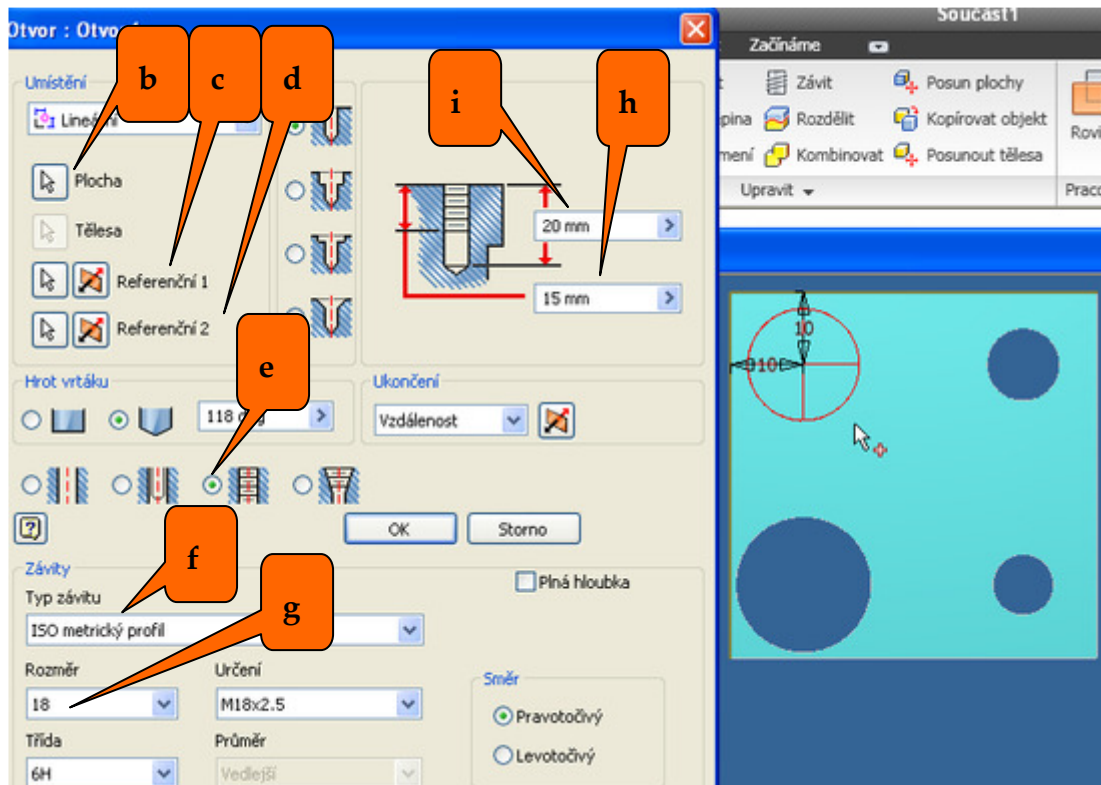 Otvor : Otvo
Součást1
Začínáme
Umístění
b
c
d
i
h
Lineární
Závit
Posun plochy
pina
Rozdělit
Kopírovat objekt
mení
Kombinovat
Posunout tělesa
Upravit
Plocha
Tělesa
20 mm
Referenční 1
15 mm
Referenční 2
10
10
e
Hrot vrtáku
Ukončení
118
Vzdálenost
OK
Storno
f
Závity
Plná hloubka
Typ závitu
g
ISO metrický profil
Rozměr
Určení
Směr
18
M18x2.5
Pravotočivý
Třída
Průměr
Levotočivý
6H
Vedlejší